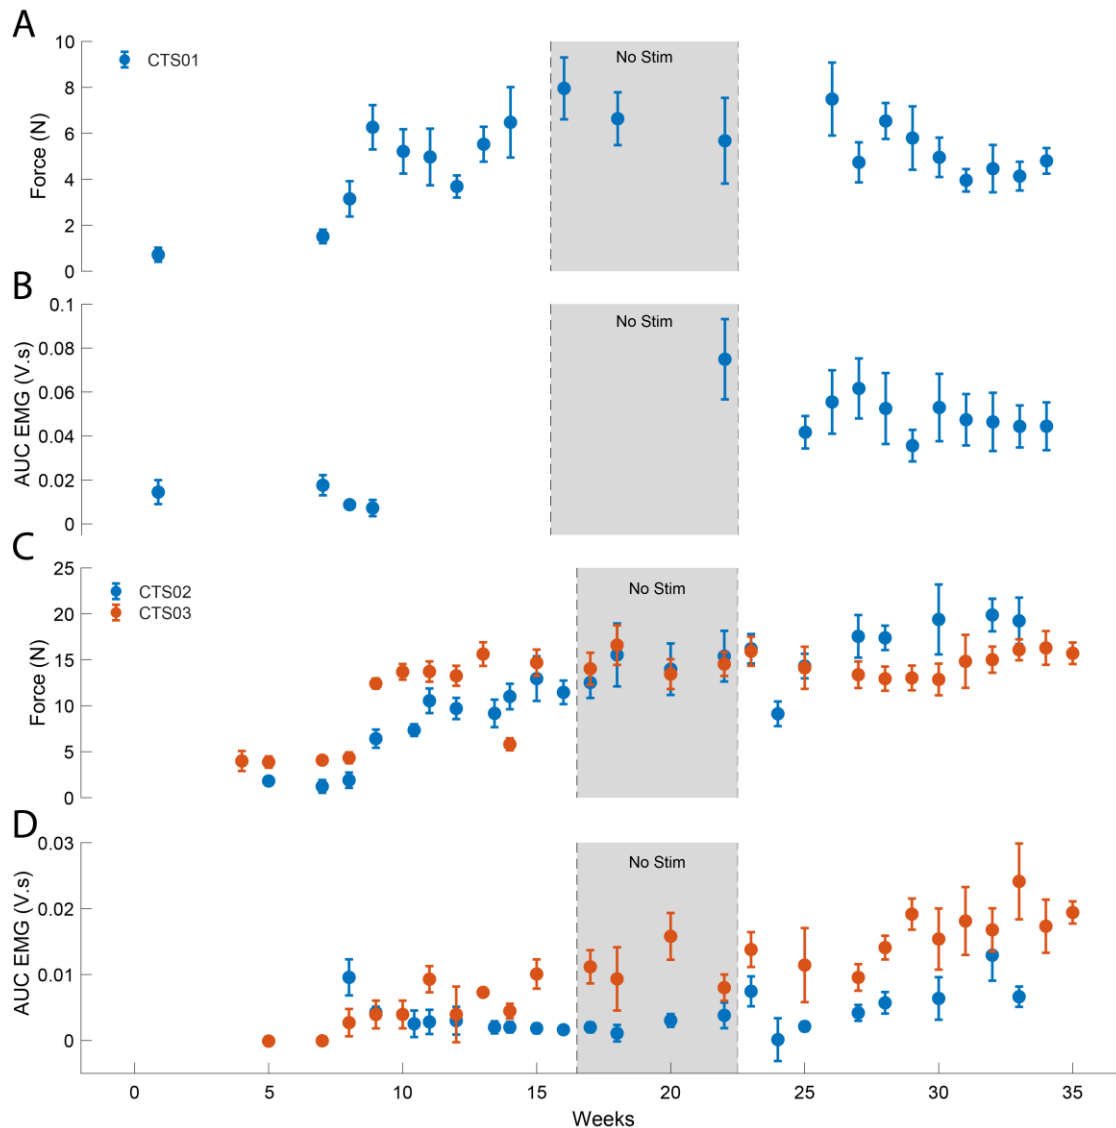 A
10
8
6
4
2
0
Force (N)
CTS01
No Stim
B
0.1
0.08
0.06
0.04
0.02
0
AUC EMG (V.s)
No Stim
C
25
20
15
10
5
0
Force (N)
CTS02
CTS03
No Stim
D
0.03
0.02
0.01
0
AUC EMG (V.s)
No Stim
0 5 10 15 20 25 30 35
Weeks